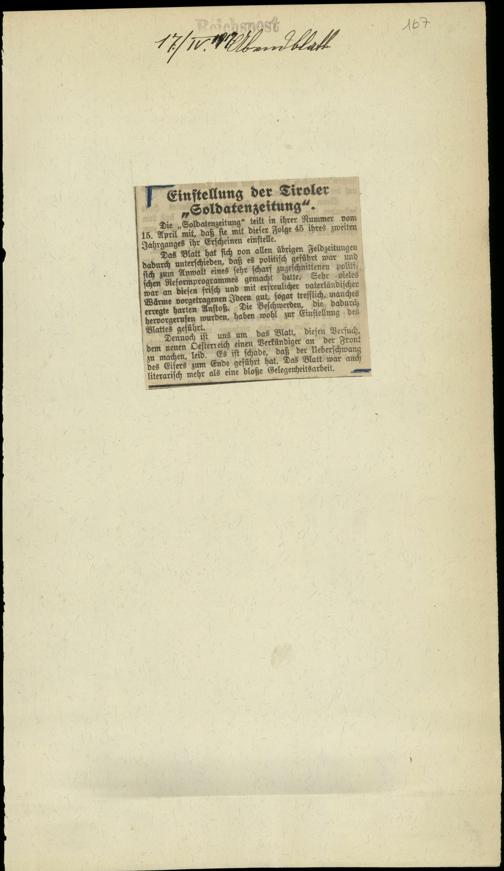 Reichspost
167
17/IV. 1917 Abendblatt
Einstellung der Tiroler
„Soldatenzeitung“.
Die „Soldatenzeitung“ teilt in ihrer Nummer vom
15. April mit, daß sie mit dieser Folge 45 ihres zweiten
Jahrganges ihr Erscheinen einstelle.
Das Blatt hat sich von allen übrigen Feldzeitungen
dadurch unterschieden, daß es politisch geführt war und
sich zum Anwalt eines sehr scharf zugeschnittenen politi-
schen Reformprogrammes gemacht hatte. Sehr vieles
war an diesen frisch und mit erfreulicher vaterländischer
Wärme vorgetragenen Ideen gut, sogar trefflich, manches
erregte harten Anstoß. Die Beschwerden, die dadurch
hervorgerufen wurden, haben wohl zur Einstellung des
Blattes geführt.
Dennoch ist uns um das Blatt, diesen Versuch,
dem neuen Oesterreich einen Verkündiger an der Front
zu machen, leid. Es ist schade, daß der Ueberschwang
des Eifers zum Ende geführt hat. Das Blatt war auch
literarisch mehr als eine bloße Gelegenheitsarbeit.